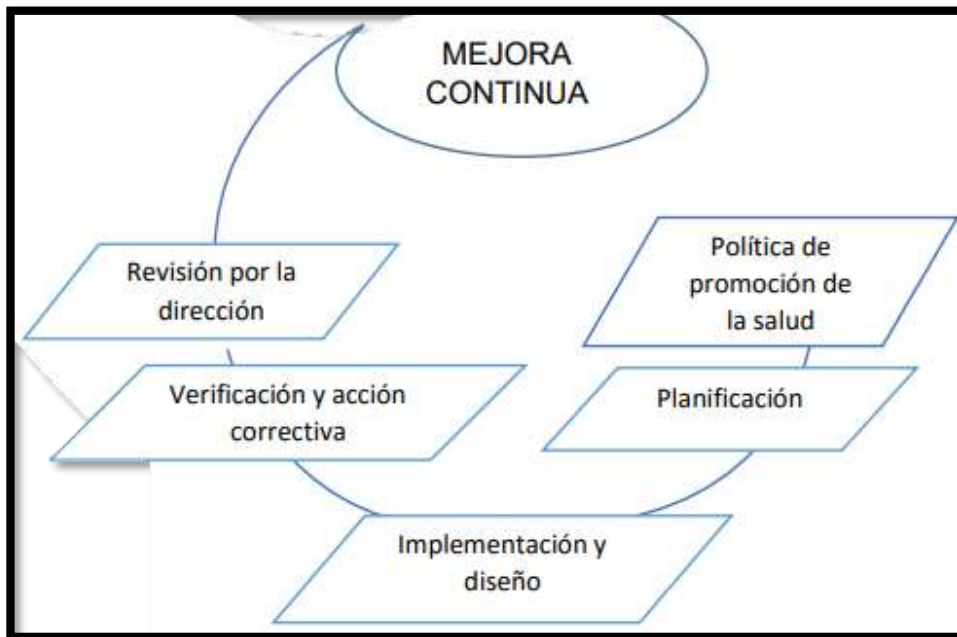 MEJORA
CONTINUA
Revisión por la
dirección
Política de
promoción de
la salud
Verificación y acción
correctiva
Planificación
Implementación y
diseño